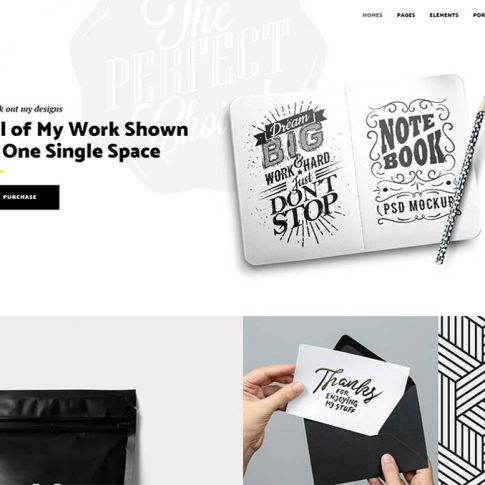 HOMES PAGES ELEMENTS POR
The
PERFECT
Choice
k out my designs
l of My Work Shown
One Single Space
PURCHASE
Dream
BIG
& WORK HARD
Just
DON'T
STOP
NOTE
BOOK
PSD MOCKUP
Thanks
FOR
ENJOYING
MY STUFF